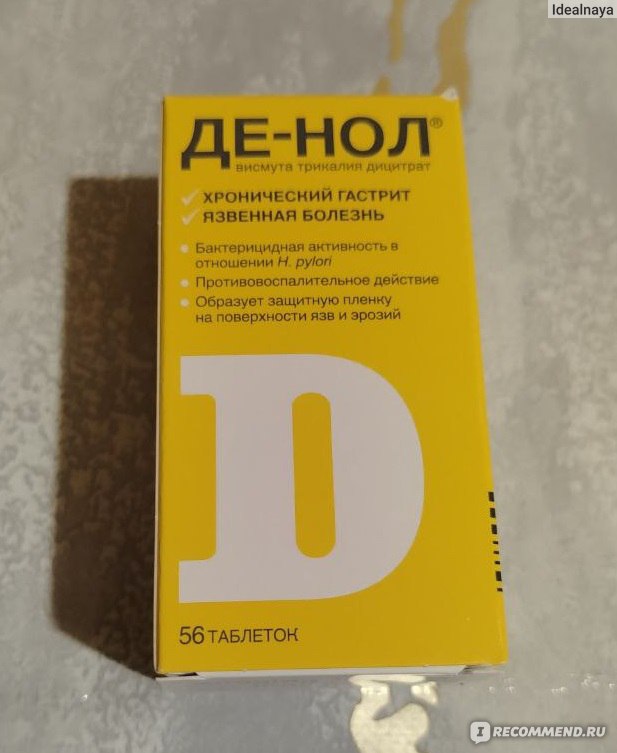 Idealnaya
ДЕ-НОЛ®
висмута трикалия дицитрат
ХРОНИЧЕСКИЙ ГАСТРИТ
ЯЗВЕННАЯ БОЛЕЗНЬ
Бактерицидная активность в
отношении H. pylori
Противовоспалительное действие
Образует защитную пленку
на поверхности язв и эрозий
D
56 ТАБЛЕТОК
IRECOMMEND.RU